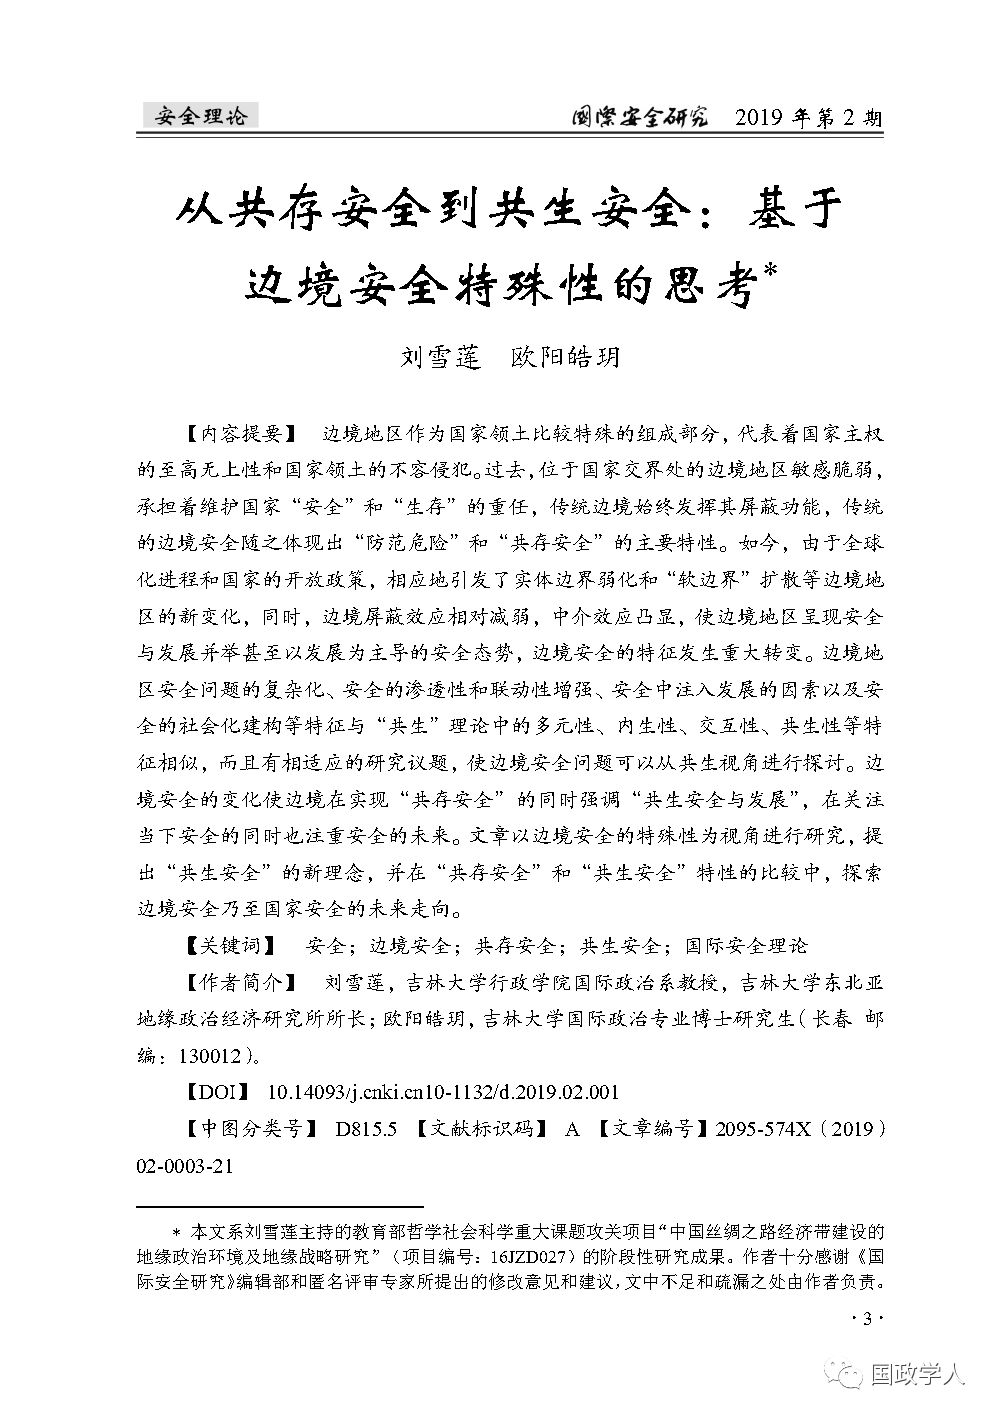 安全理论 国際安全研究 2019 年第 2 期
从共存安全到共生安全：基于
边境安全特殊性的思考*
刘雪莲 欧阳皓玥
【内容提要】 边境地区作为国家领土比较特殊的组成部分，代表着国家主权
的至高无上性和国家领土的不容侵犯。过去，位于国家交界处的边境地区敏感脆弱，
承担着维护国家“安全”和“生存”的重任，传统边境始终发挥其屏蔽功能，传统
的边境安全随之体现出“防范危险”和“共存安全”的主要特性。如今，由于全球
化进程和国家的开放政策，相应地引发了实体边界弱化和“软边界”扩散等边境地
区的新变化，同时，边境屏蔽效应相对减弱，中介效应凸显，使边境地区呈现安全
与发展并举甚至以发展为主导的安全态势，边境安全的特征发生重大转变。边境地
区安全问题的复杂化、安全的渗透性和联动性增强、安全中注入发展的因素以及安
全的社会化建构等特征与“共生”理论中的多元性、内生性、交互性、共生性等特
征相似，而且有相适应的研究议题，使边境安全问题可以从共生视角进行探讨。边
境安全的变化使边境在实现“共存安全”的同时强调“共生安全与发展”，在关注
当下安全的同时也注重安全的未来。文章以边境安全的特殊性为视角进行研究，提
出“共生安全”的新理念，并在“共存安全”和“共生安全”特性的比较中，探索
边境安全乃至国家安全的未来走向。
【关键词】 安全；边境安全；共存安全；共生安全；国际安全理论
【作者简介】 刘雪莲，吉林大学行政学院国际政治系教授，吉林大学东北亚
地缘政治经济研究所所长；欧阳皓玥，吉林大学国际政治专业博士研究生（长春 邮
编：130012）。
【DOI】 10.14093/j.cnki.cn10-1132/d.2019.02.001
【中图分类号】 D815.5 【文献标识码】 A 【文章编号】2095-574X（2019）
02-0003-21
* 本文系刘雪莲主持的教育部哲学社会科学重大课题攻关项目“中国丝绸之路经济带建设的
地缘政治环境及地缘战略研究”（项目编号：16JZD027）的阶段性研究成果。作者十分感谢《国
际安全研究》编辑部和匿名评审专家所提出的修改意见和建议，文中不足和疏漏之处由作者负责。
· 3 ·
国政学人